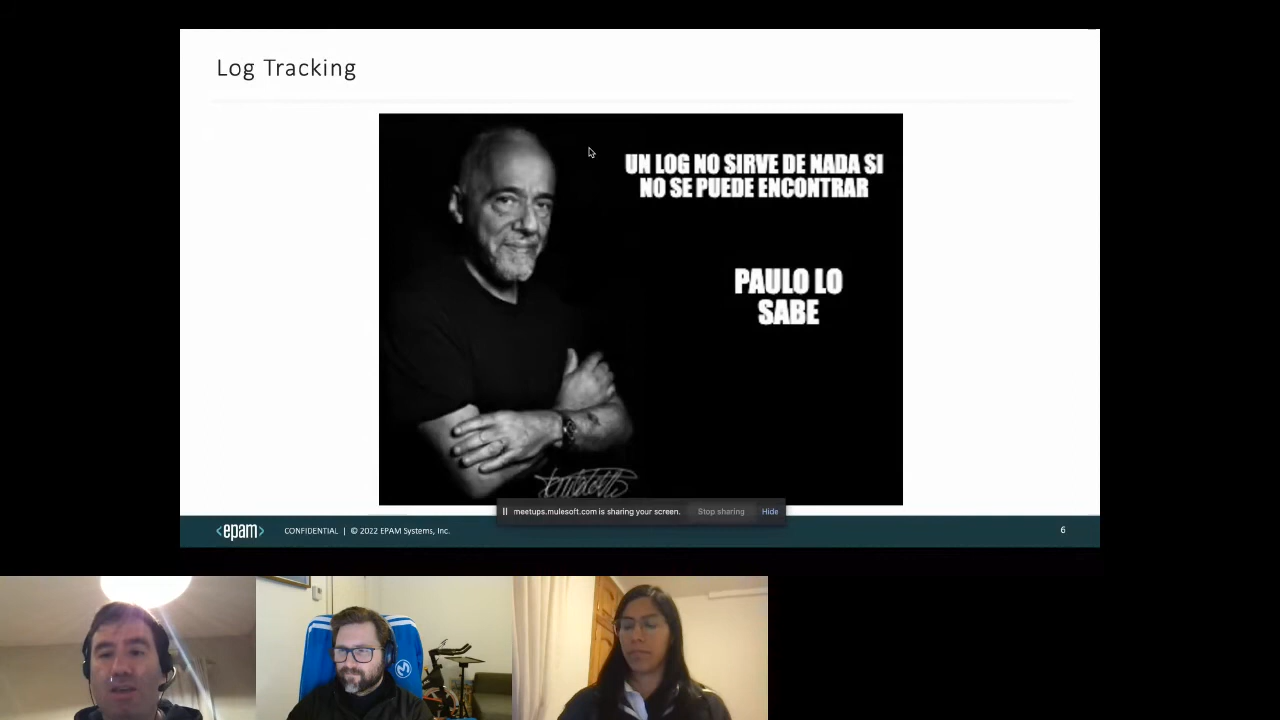 Log Tracking
UN LOG NO SIRVE DE NADA SI
NO SE PUEDE ENCONTRAR
PAULO LO
SABE
meetups.mulesoft.com is sharing your screen.
Stop sharing
Hide
<epam>
CONFIDENTIAL | © 2022 EPAM Systems, Inc.
6